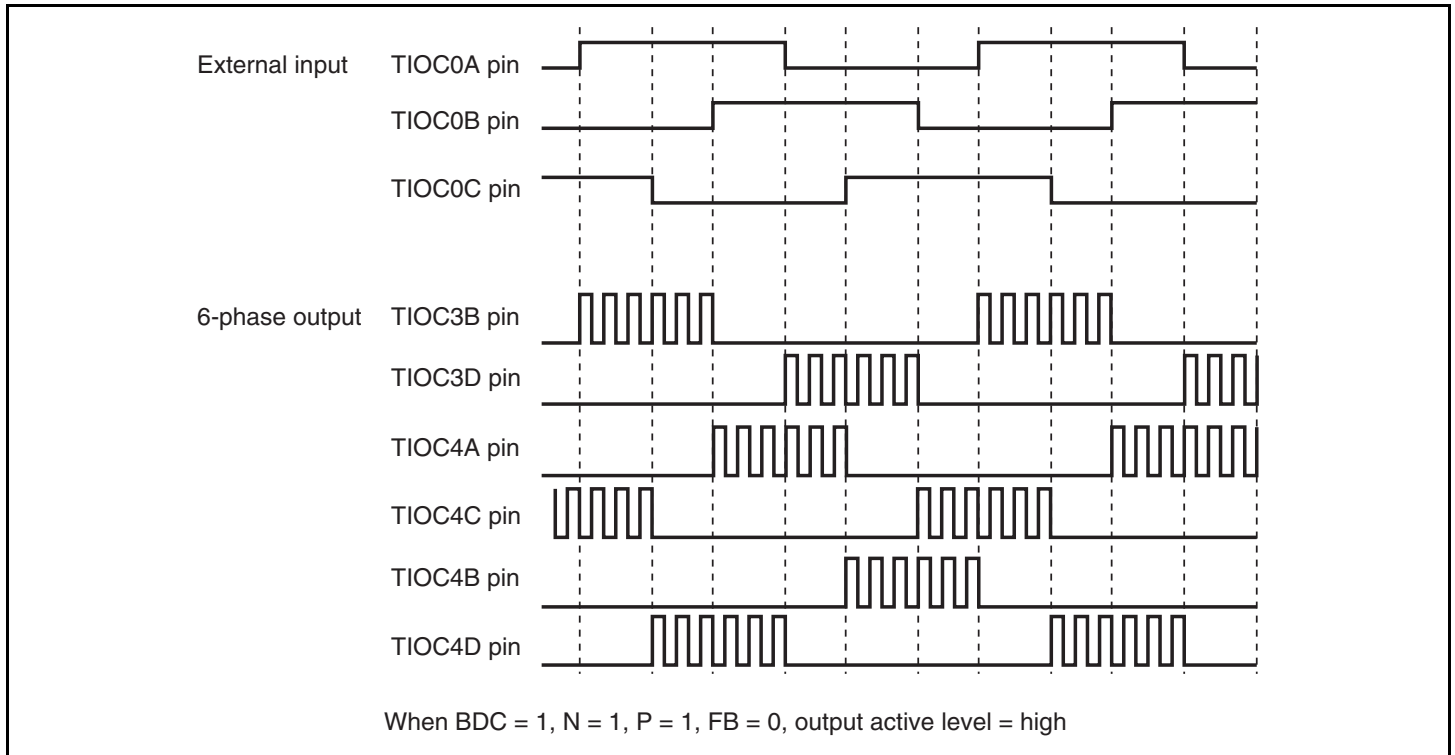 External input TIOC0A pin
TIOC0B pin
TIOC0C pin
6-phase output TIOC3B pin
TIOC3D pin
TIOC4A pin
TIOC4C pin
TIOC4B pin
TIOC4D pin
When BDC = 1, N = 1, P = 1, FB = 0, output active level = high